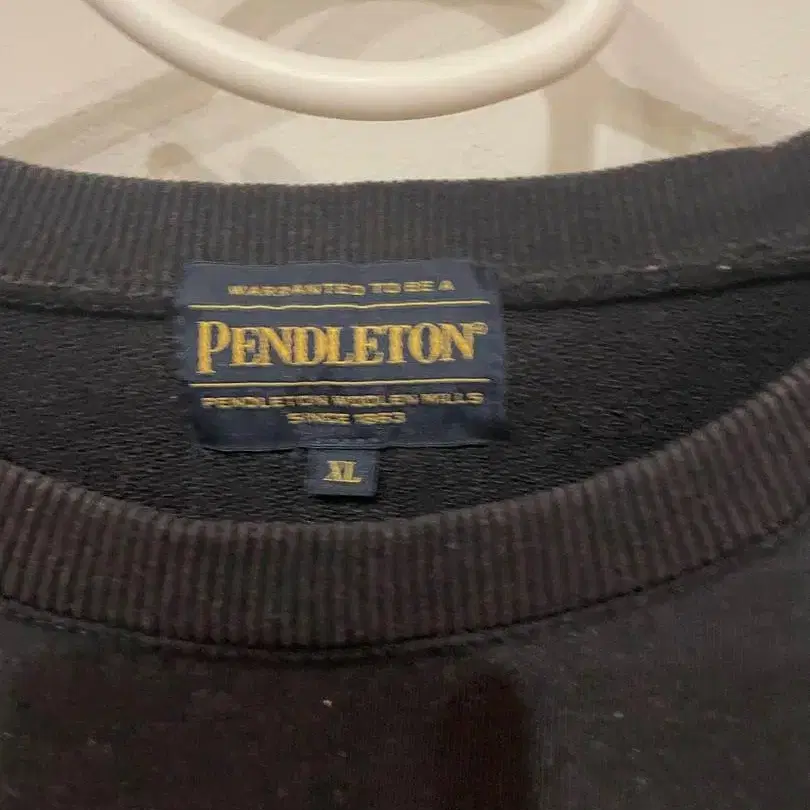 WARRANTED TO BE A
PENDLETON®
PENDLETON WOOLEN MILLS
SINCE 1863
XL